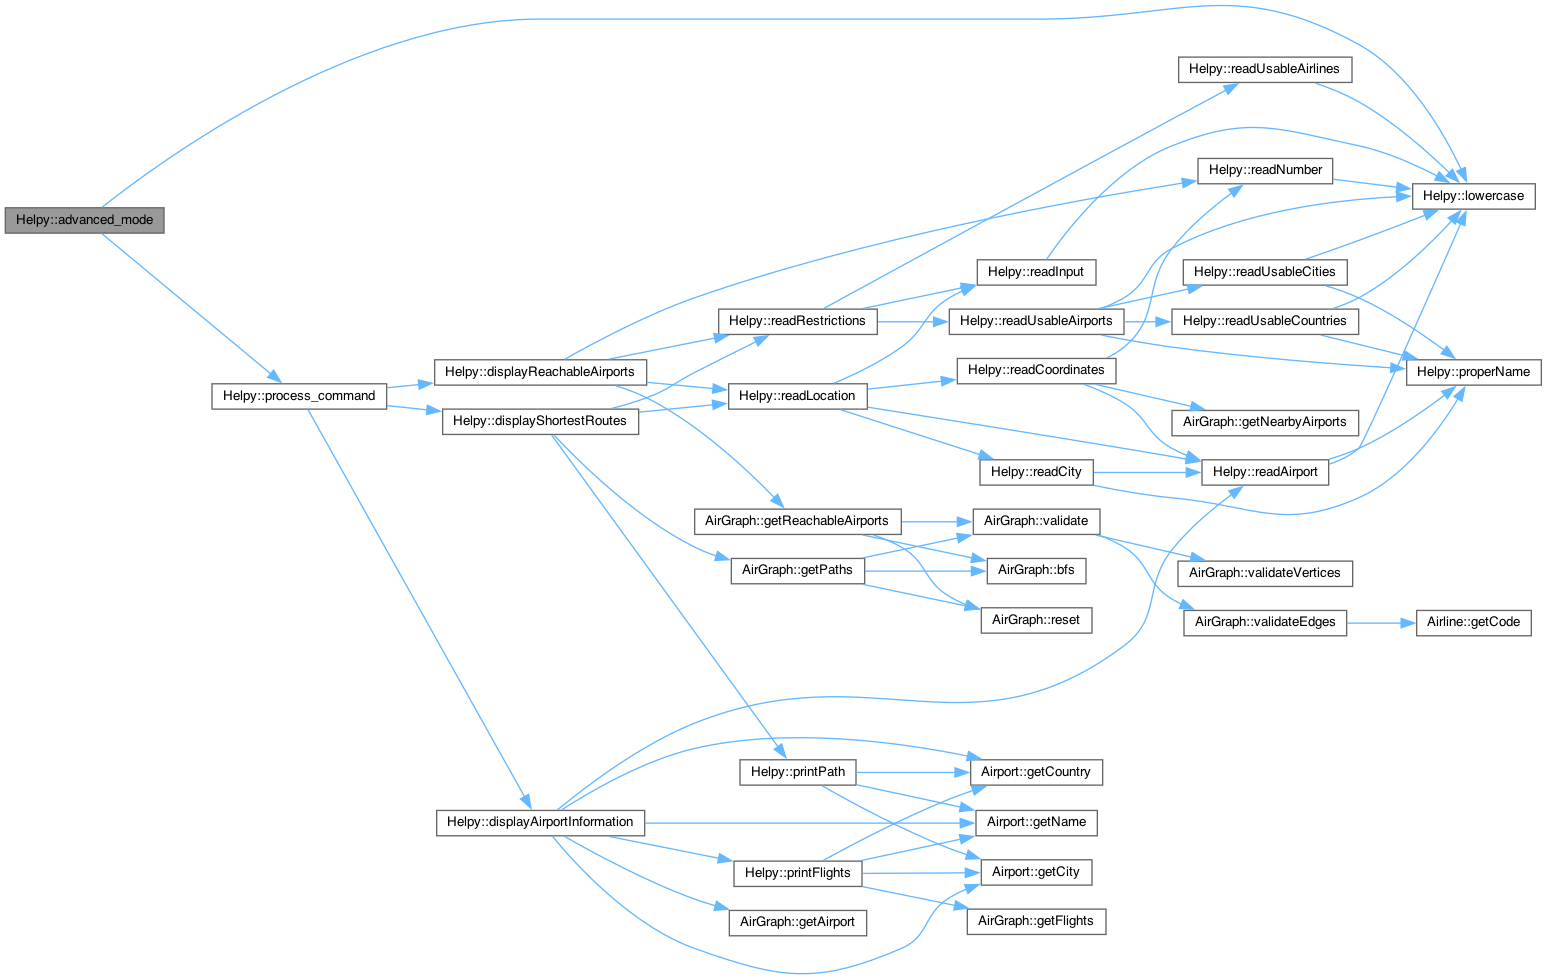 Helpy::advanced_mode
Helpy::process_command
Helpy::displayReachableAirports
Helpy::displayShortestRoutes
Helpy::displayAirportInformation
Helpy::readRestrictions
Helpy::readLocation
AirGraph::getReachableAirports
AirGraph::getPaths
Helpy::printPath
Helpy::printFlights
AirGraph::getAirport
Helpy::readInput
Helpy::readUsableAirports
Helpy::readCoordinates
Helpy::readCity
AirGraph::validate
AirGraph::bfs
AirGraph::reset
Airport::getCountry
Airport::getName
Airport::getCity
AirGraph::getFlights
Helpy::readUsableAirlines
Helpy::readNumber
Helpy::readUsableCities
Helpy::readUsableCountries
AirGraph::getNearbyAirports
Helpy::readAirport
AirGraph::validateVertices
AirGraph::validateEdges
Helpy::lowercase
Helpy::properName
Airline::getCode